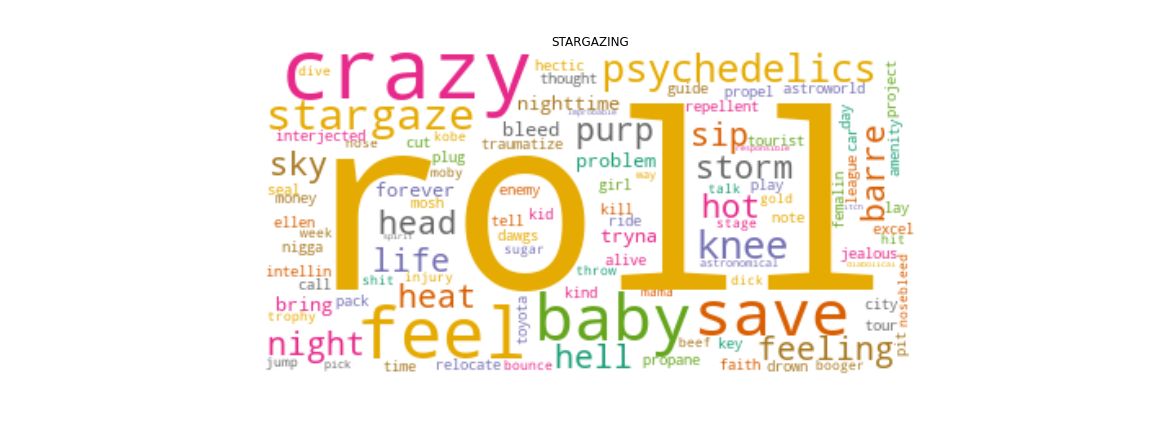 STARGAZING
crazy
dive
hectic
thought
psychedelics
guide
propel
astroworld
project
stargaze
nighttime
improbable
repellent
interjected
nose
cut
kobe
bleed
traumatize
purp
sip
tourist
responsible
day
car
barre
amenity
sky
plug
moby
problem
storm
league
seal
money
forever
mosh
enemy
girl
way
talk
play
gold
femalin
itch
lay
roll
ellen
week
nigga
head
spirit
tell
kid
dawgs
sugar
kill
ride
tryna
hot
stage
note
excel
hit
life
knee
astronomical
jealous
diabolical
intellin
call
shit
injury
throw
alive
dick
bring
pack
heat
toyota
kind
mama
city
nosebleed
trophy
night
feel
baby
save
tour
pit
jump
pick
time
relocate
bounce
hell
propane
beef
key
feeling
faith
drown
booger